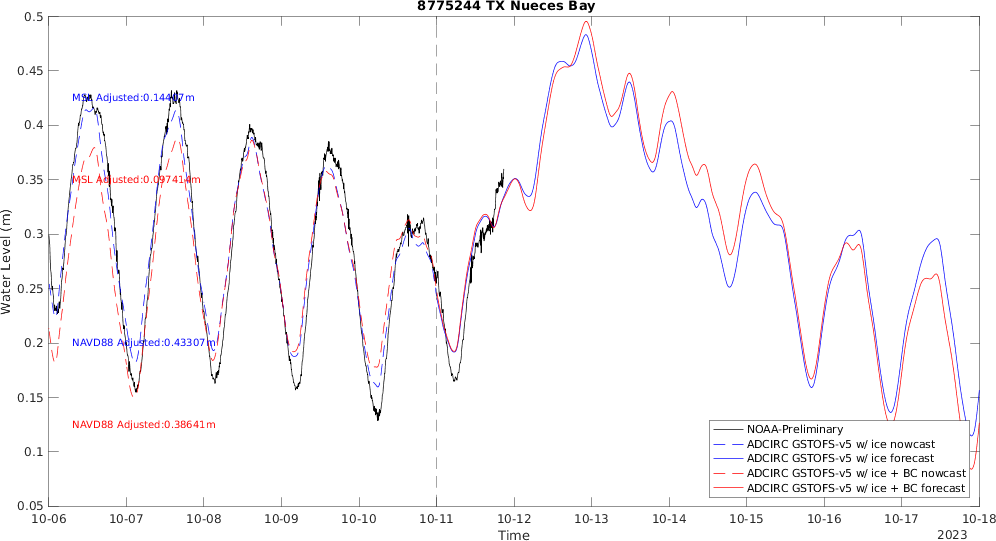 8775244 TX Nueces Bay
0.5
0.45
0.4
0.35
0.3
0.25
0.2
0.15
0.1
0.05
Water Level (m)
MSL Adjusted:
MSL Adjusted:0.097414m
NAVD88 Adjusted:0.43307m
NAVD88 Adjusted:0.38641m
NOAA-Preliminary
ADCIRC GSTOFS-v5 w/ ice nowcast
ADCIRC GSTOFS-v5 w/ ice forecast
ADCIRC GSTOFS-v5 w/ ice + BC nowcast
ADCIRC GSTOFS-v5 w/ ice + BC forecast
10-06 10-07 10-08 10-09 10-10 10-11 10-12 10-13 10-14 10-15 10-16 10-17 10-18
Time
2023